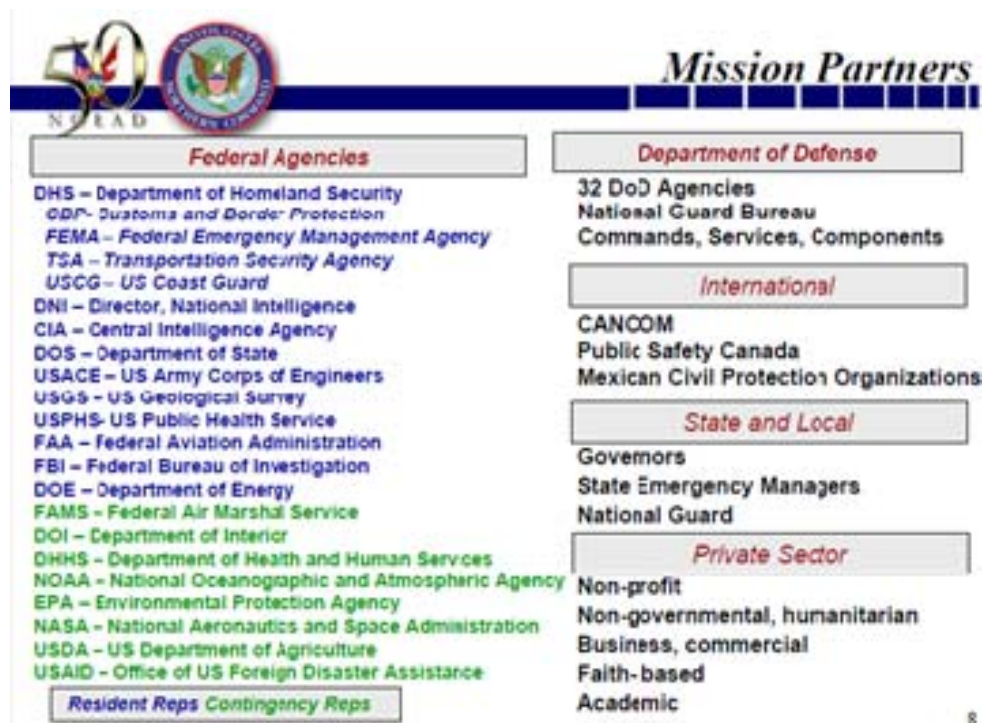 50
NORAD
UNITED STATES
NORTHERN COMMAND
Mission Partners
Federal Agencies
DHS – Department of Homeland Security
CBP- Customs and Border Protection
FEMA – Federal Emergency Management Agency
TSA – Transportation Security Agency
USCG – US Coast Guard
DNI – Director, National Intelligence
CIA – Central Intelligence Agency
DOS – Department of State
USACE – US Army Corps of Engineers
USGS – US Geological Survey
USPHS- US Public Health Service
FAA – Federal Aviation Administration
FBI – Federal Bureau of Investigation
DOE – Department of Energy
FAMS – Federal Air Marshal Service
DOI – Department of Interior
DHHS – Department of Health and Human Services
NOAA – National Oceanographic and Atmospheric Agency
EPA – Environmental Protection Agency
NASA – National Aeronautics and Space Administration
USDA – US Department of Agriculture
USAID – Office of US Foreign Disaster Assistance
Resident Reps Contingency Reps
Department of Defense
32 DoD Agencies
National Guard Bureau
Commands, Services, Components
International
CANCOM
Public Safety Canada
Mexican Civil Protection Organizations
State and Local
Governors
State Emergency Managers
National Guard
Private Sector
Non-profit
Non-governmental, humanitarian
Business, commercial
Faith-based
Academic
8